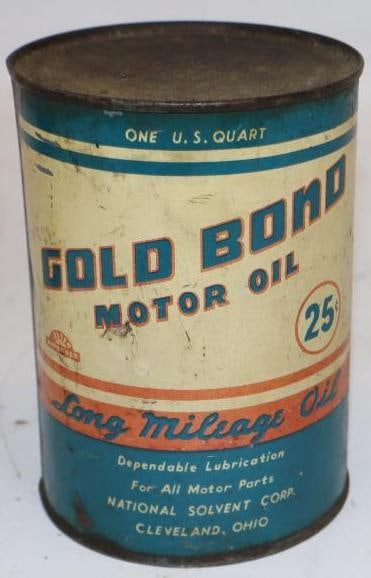 ONE U.S. QUART
GOLD BOND
MOTOR OIL
25¢
Long Mileage Oil
Dependable Lubrication
For All Motor Parts
NATIONAL SOLVENT CORP.
CLEVELAND, OHIO